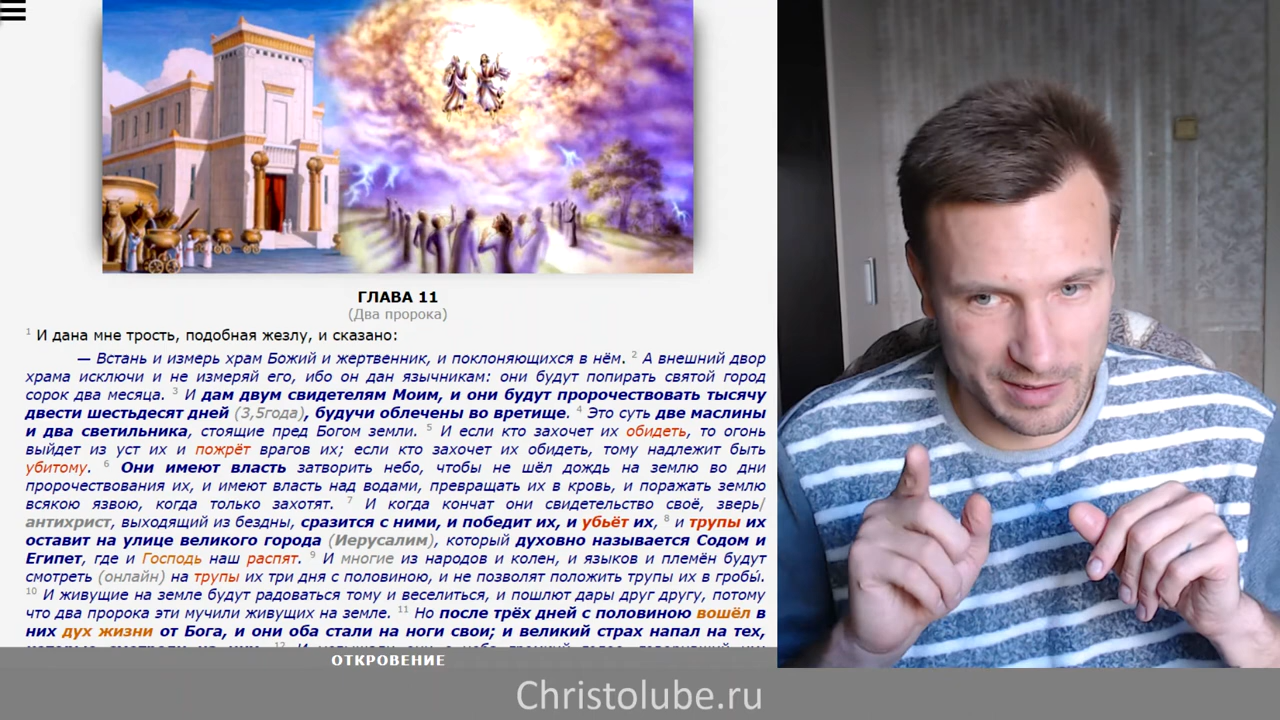 ГЛАВА 11
(Два пророка)
1 И дана мне трость, подобная жезлу, и сказано:
— Встань и измерь храм Божий и жертвенник, и поклоняющихся в нём. 2 А внешний двор
храма исключи и не измеряй его, ибо он дан язычникам: они будут попирать святой город
сорок два месяца. 3 И дам двум свидетелям Моим, и они будут пророчествовать тысячу
двести шестьдесят дней (3,5года), будучи облечены во вретище. 4 Это суть две маслины
и два светильника, стоящие пред Богом земли. 5 И если кто захочет их обидеть, то огонь
выйдет из уст их и пожрёт врагов их; если кто захочет их обидеть, тому надлежит быть
убитому. 6 Они имеют власть затворить небо, чтобы не шёл дождь на землю во дни
пророчествования их, и имеют власть над водами, превращать их в кровь, и поражать землю
всякою язвою, когда только захотят. 7 И когда кончат они свидетельство своё, зверь/
антихрист, выходящий из бездны, сразится с ними, и победит их, и убьёт их, 8 и трупы их
оставит на улице великого города (Иерусалим), который духовно называется Содом и
Египет, где и Господь наш распят. 9 И многие из народов и колен, и языков и племён будут
смотреть (онлайн) на трупы их три дня с половиною, и не позволят положить трупы их в гробы́.
10 И живущие на земле будут радоваться тому и веселиться, и пошлют дары друг другу, потому
что два пророка эти мучили живущих на земле. 11 Но после трёх дней с половиною вошёл в
них дух жизни от Бога, и они оба стали на ноги свои; и великий страх напал на тех,
ОТКРОВЕНИЕ
Christolube.ru